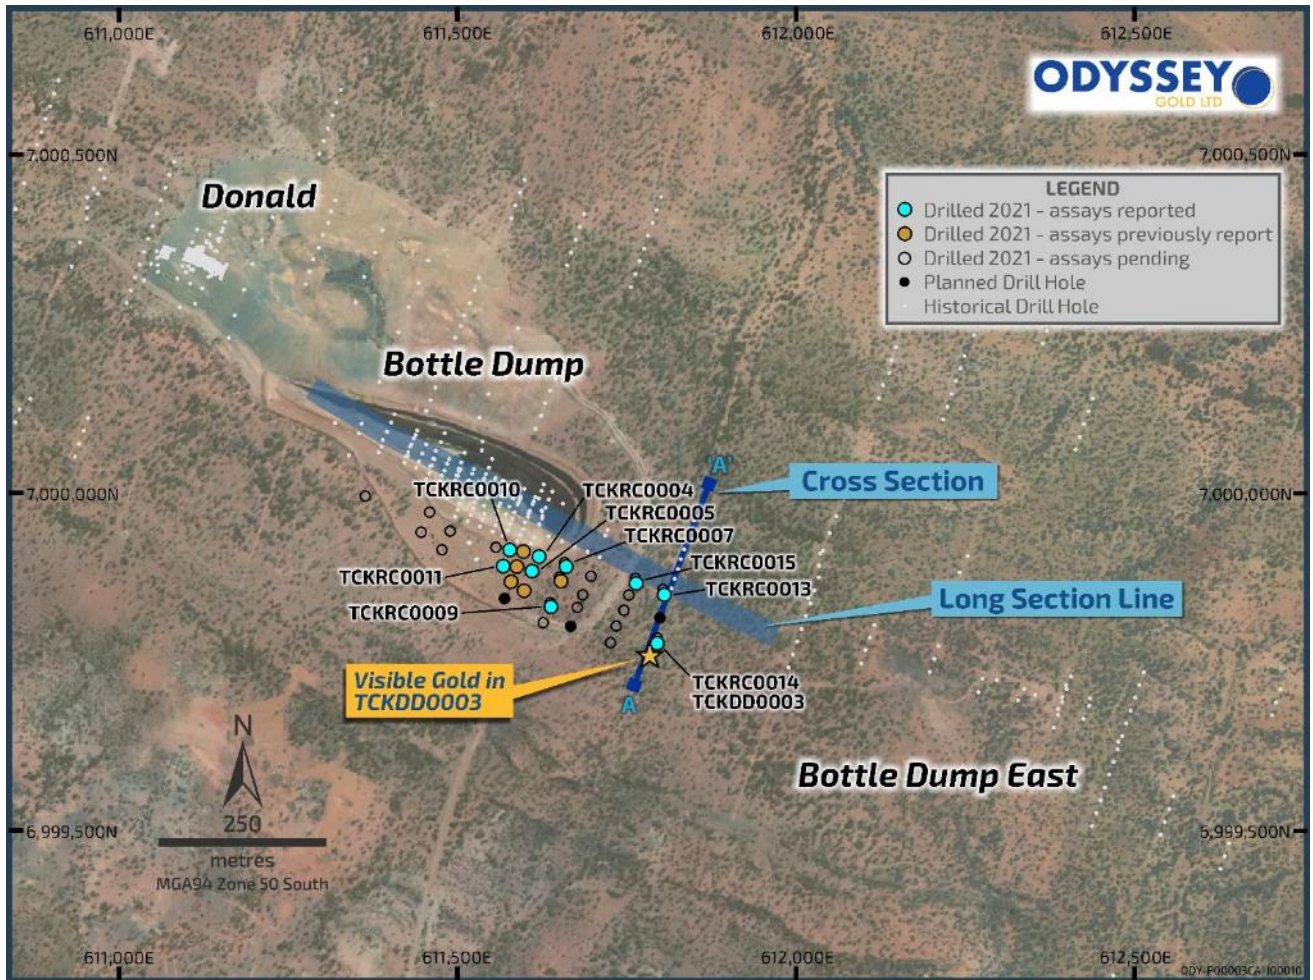 611,000E
611,500E
612,000E
612,500E
ODYSSEY
GOLD LTD
7,000,500N
7,000,500N
LEGEND
Drilled 2021 - assays reported
Drilled 2021 - assays previously report
Drilled 2021 - assays pending
Planned Drill Hole
Historical Drill Hole
Donald
Bottle Dump
'A'
Cross Section
7,000,000N
7,000,000N
TCKRC0010
TCKRC0004
TCKRC0005
TCKRC0007
TCKRC0015
TCKRC0011
TCKRC0013
TCKRC0009
Long Section Line
Visible Gold in
TCKDD0003
TCKRC0014
TCKDD0003
A
N
Bottle Dump East
250
metres
MGA94 Zone 50 South
6,999,500N
6,999,500N
611,000E
611,500E
612,000E
612,500E